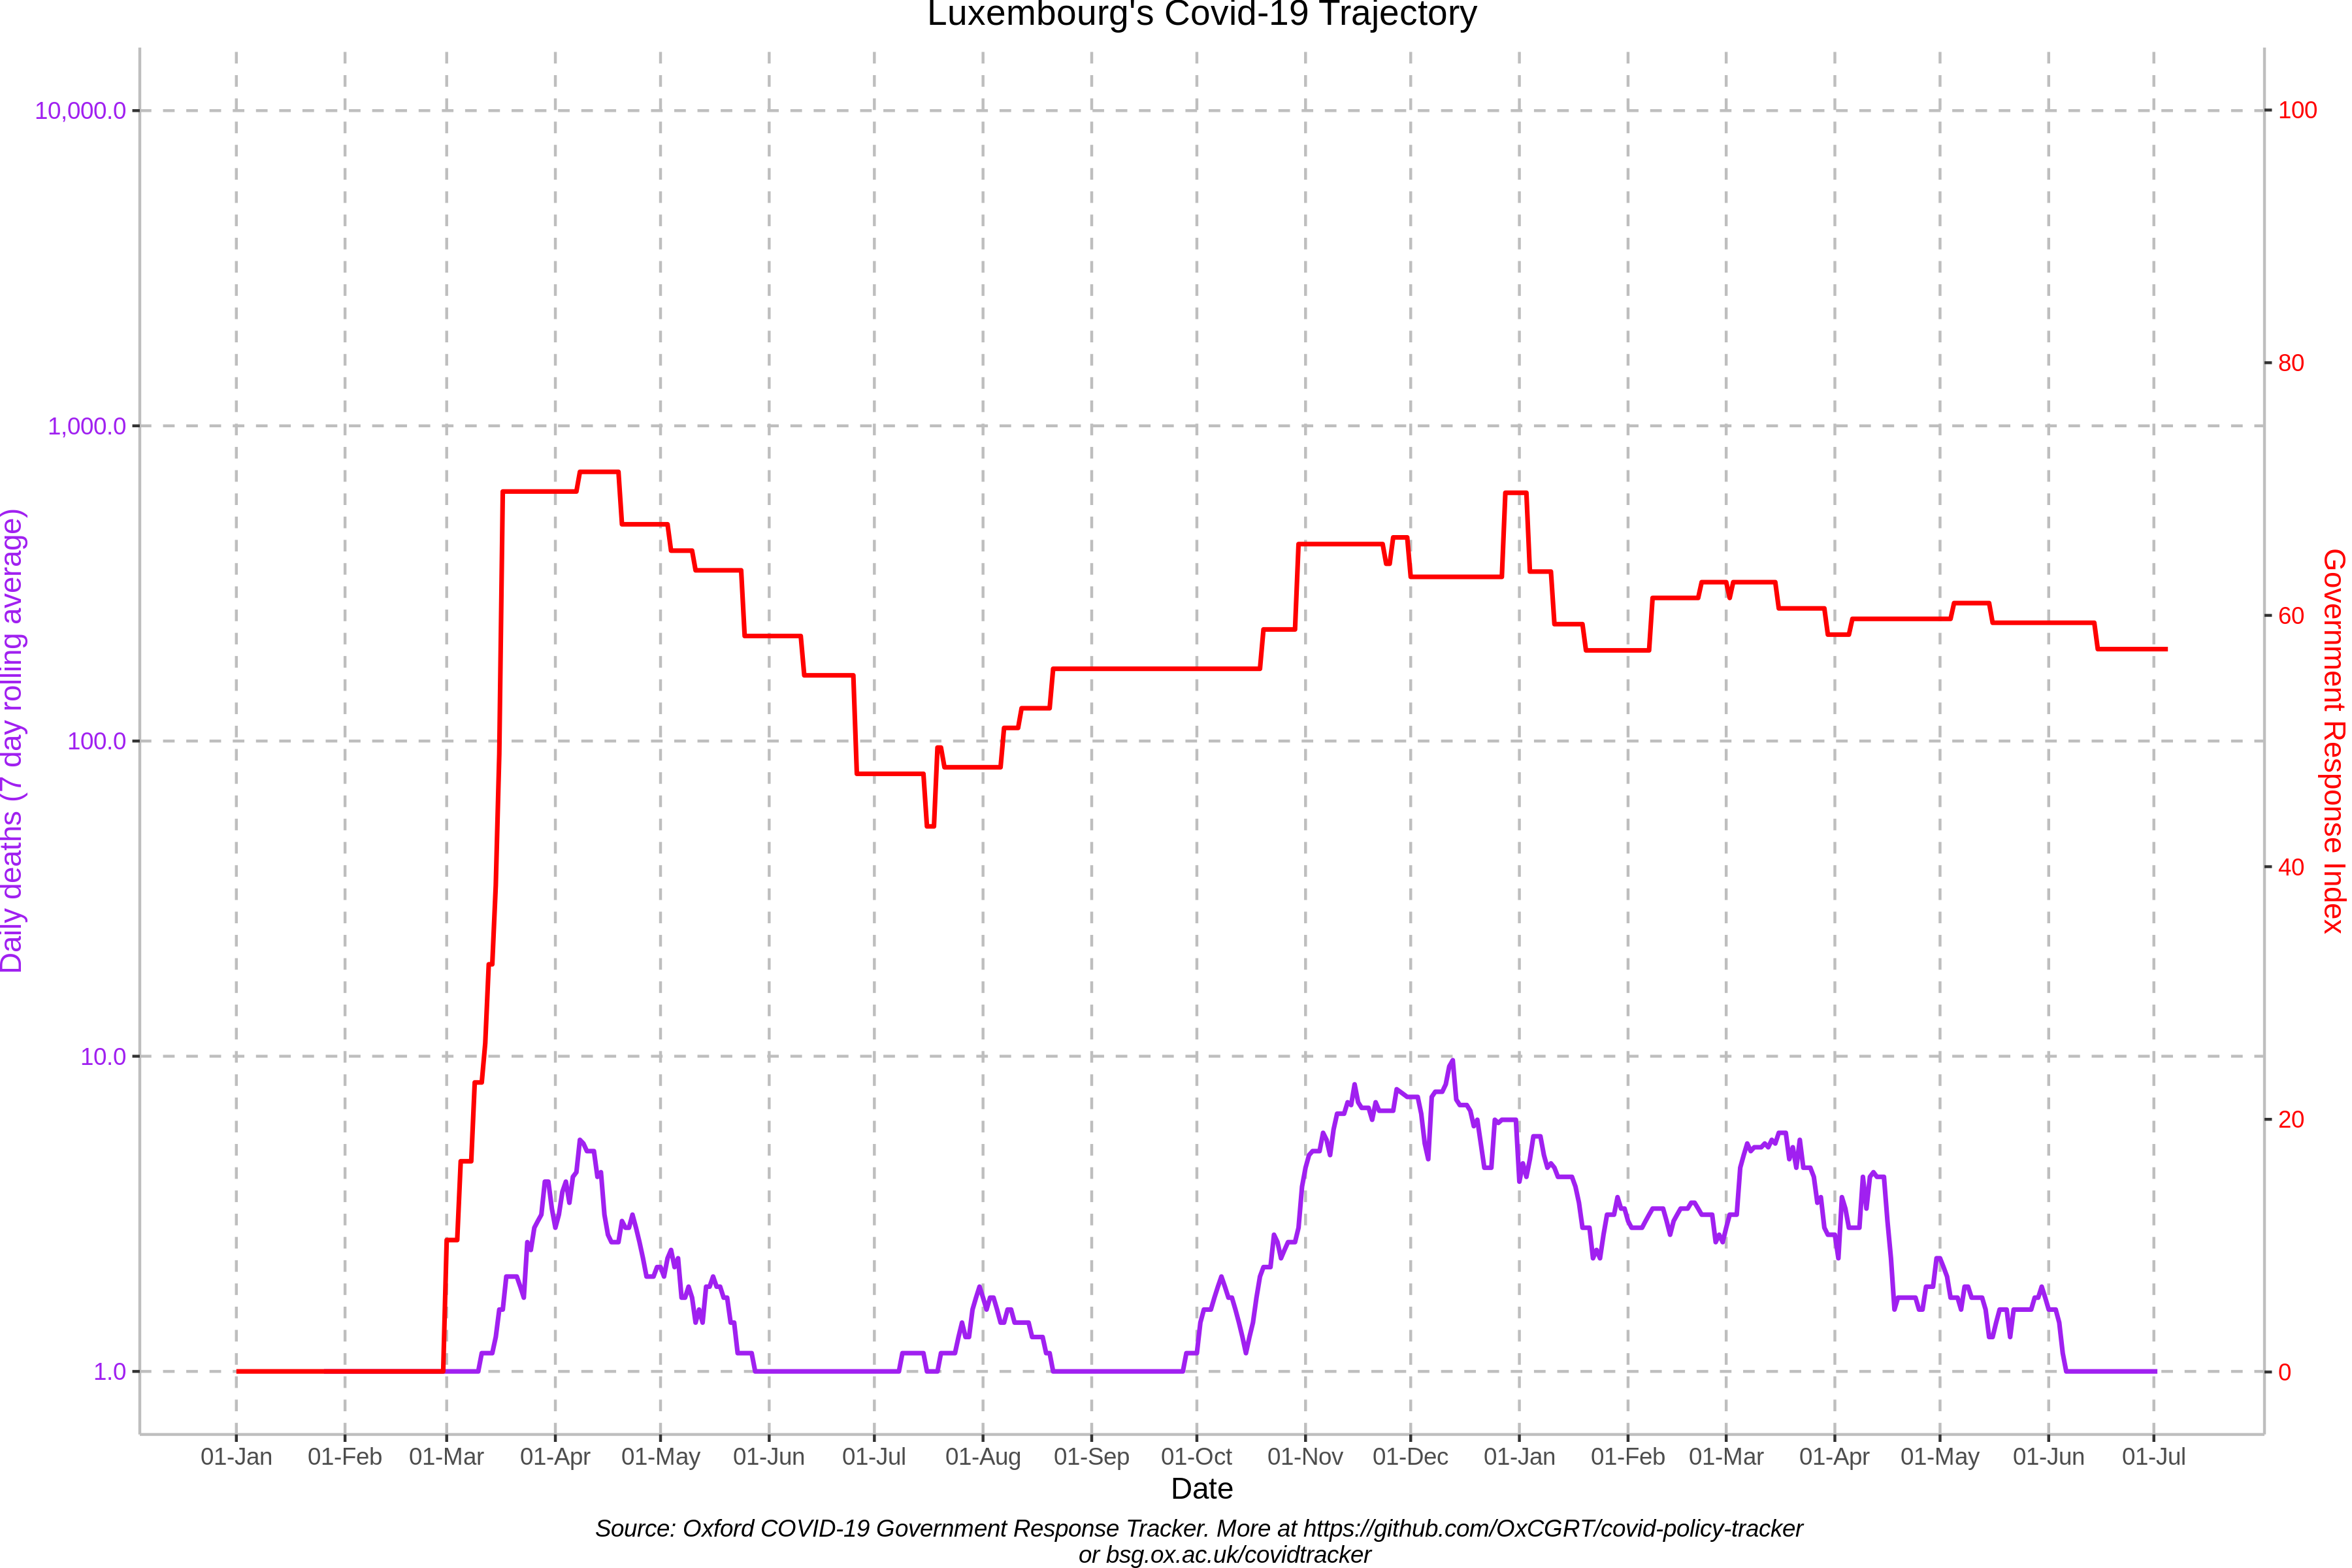 Luxembourg's Covid-19 Trajectory
10,000.0
1,000.0
100.0
10.0
1.0
Daily deaths (7 day rolling average)
100
80
60
40
20
0
Government Response Index
01-Jan 01-Feb 01-Mar 01-Apr 01-May 01-Jun 01-Jul 01-Aug 01-Sep 01-Oct 01-Nov 01-Dec 01-Jan 01-Feb 01-Mar 01-Apr 01-May 01-Jun 01-Jul
Date
Source: Oxford COVID-19 Government Response Tracker. More at https://github.com/OxCGRT/covid-policy-tracker
or bsg.ox.ac.uk/covidtracker